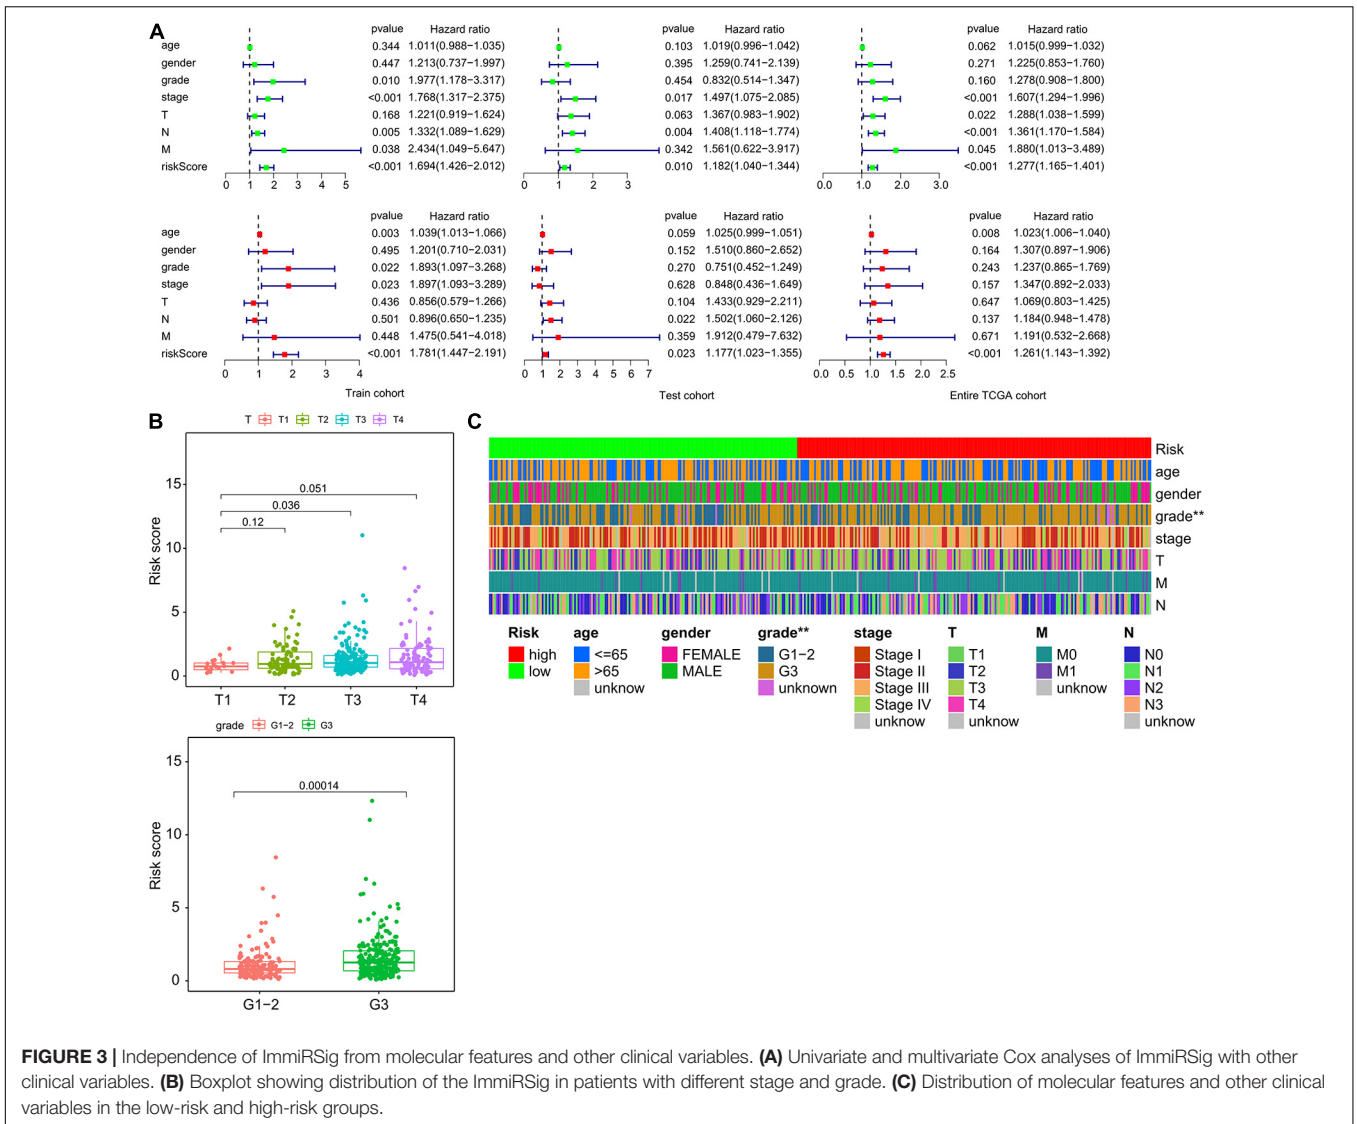 A
pvalue Hazard ratio pvalue Hazard ratio pvalue Hazard ratio
age 0.344 1.011(0.988−1.035) 0.103 1.019(0.996−1.042) 0.062 1.015(0.999−1.032)
gender 0.447 1.213(0.737−1.997) 0.395 1.259(0.741−2.139) 0.271 1.225(0.853−1.760)
grade 0.010 1.977(1.178−3.317) 0.454 0.832(0.514−1.347) 0.160 1.278(0.908−1.800)
stage <0.001 1.768(1.317−2.375) 0.017 1.497(1.075−2.085) <0.001 1.607(1.294−1.996)
T 0.168 1.221(0.919−1.624) 0.063 1.367(0.983−1.902) 0.022 1.288(1.038−1.599)
N 0.005 1.332(1.089−1.629) 0.004 1.408(1.118−1.774) <0.001 1.361(1.170−1.584)
M 0.038 2.434(1.049−5.647) 0.342 1.561(0.622−3.917) 0.045 1.880(1.013−3.489)
riskScore <0.001 1.694(1.426−2.012) 0.010 1.182(1.040−1.344) <0.001 1.277(1.165−1.401)
0 1 2 3 4 5 0 1 2 3 0.0 1.0 2.0 3.0
pvalue Hazard ratio pvalue Hazard ratio pvalue Hazard ratio
age 0.003 1.039(1.013−1.066) 0.059 1.025(0.999−1.051) 0.008 1.023(1.006−1.040)
gender 0.495 1.201(0.710−2.031) 0.152 1.510(0.860−2.652) 0.164 1.307(0.897−1.906)
grade 0.022 1.893(1.097−3.268) 0.270 0.751(0.452−1.249) 0.243 1.237(0.865−1.769)
stage 0.023 1.897(1.093−3.289) 0.628 0.848(0.436−1.649) 0.157 1.347(0.892−2.033)
T 0.436 0.856(0.579−1.266) 0.104 1.433(0.929−2.211) 0.647 1.069(0.803−1.425)
N 0.501 0.896(0.650−1.235) 0.022 1.502(1.060−2.126) 0.137 1.184(0.948−1.478)
M 0.448 1.475(0.541−4.018) 0.359 1.912(0.479−7.632) 0.671 1.191(0.532−2.668)
riskScore <0.001 1.781(1.447−2.191) 0.023 1.177(1.023−1.355) <0.001 1.261(1.143−1.392)
0 1 2 3 4 0 1 2 3 4 5 6 7 0.0 0.5 1.0 1.5 2.0 2.5
Train cohort Test cohort Entire TCGA cohort
B
T T1 T2 T3 T4
Risk score
15
10
5
0
0.051
0.036
0.12
T1 T2 T3 T4
grade G1−2 G3
Risk score
15
10
5
0
0.00014
G1−2 G3
C
Risk
age
gender
grade**
stage
T
M
N
Risk age gender grade** stage T M N
high <=65 FEMALE G1−2 Stage I T1 M0 N0
low >65 MALE G3 Stage II T2 M1 N1
unknow unknown Stage III T3 unknow N2
Stage IV T4 N3
unknow unknow unknow
FIGURE 3 | Independence of ImmiRSig from molecular features and other clinical variables. (A) Univariate and multivariate Cox analyses of ImmiRSig with other
clinical variables. (B) Boxplot showing distribution of the ImmiRSig in patients with different stage and grade. (C) Distribution of molecular features and other clinical
variables in the low-risk and high-risk groups.